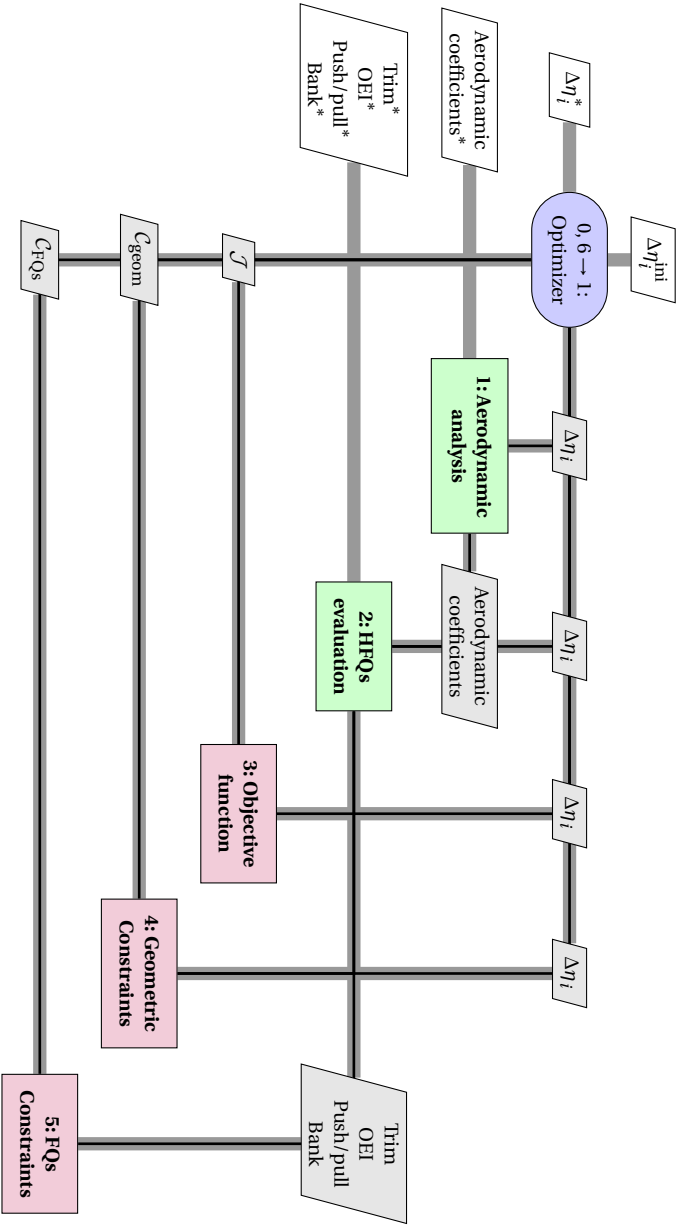 Δη_i^ini
Δη_i^*
0, 6 → 1:
Optimizer
Δη_i
Δη_i
Δη_i
Δη_i
Aerodynamic
coefficients*
1: Aerodynamic
analysis
Aerodynamic
coefficients
Trim*
OEI*
Push/pull*
Bank*
2: HFQs
evaluation
Trim
OEI
Push/pull
Bank
𝒥
3: Objective
function
𝒞_geom
4: Geometric
Constraints
𝒞_FQs
5: FQs
Constraints